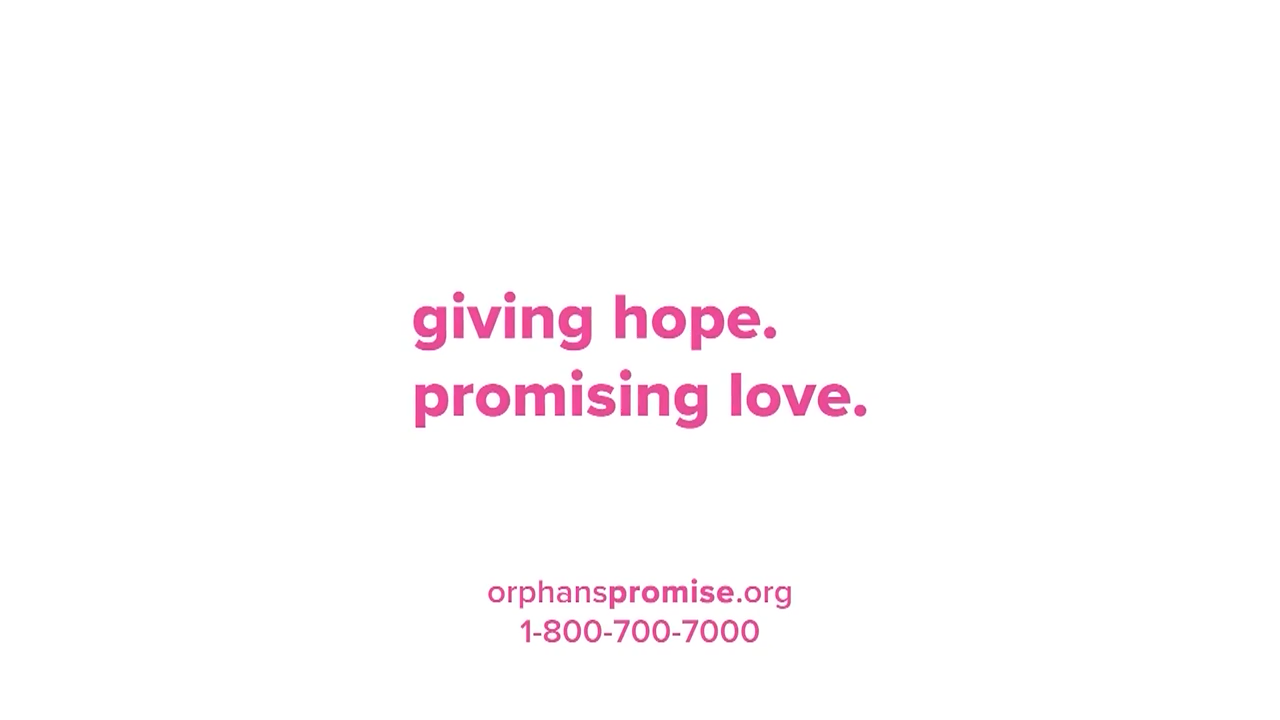 giving hope.
promising love.
orphanspromise.org
1-800-700-7000